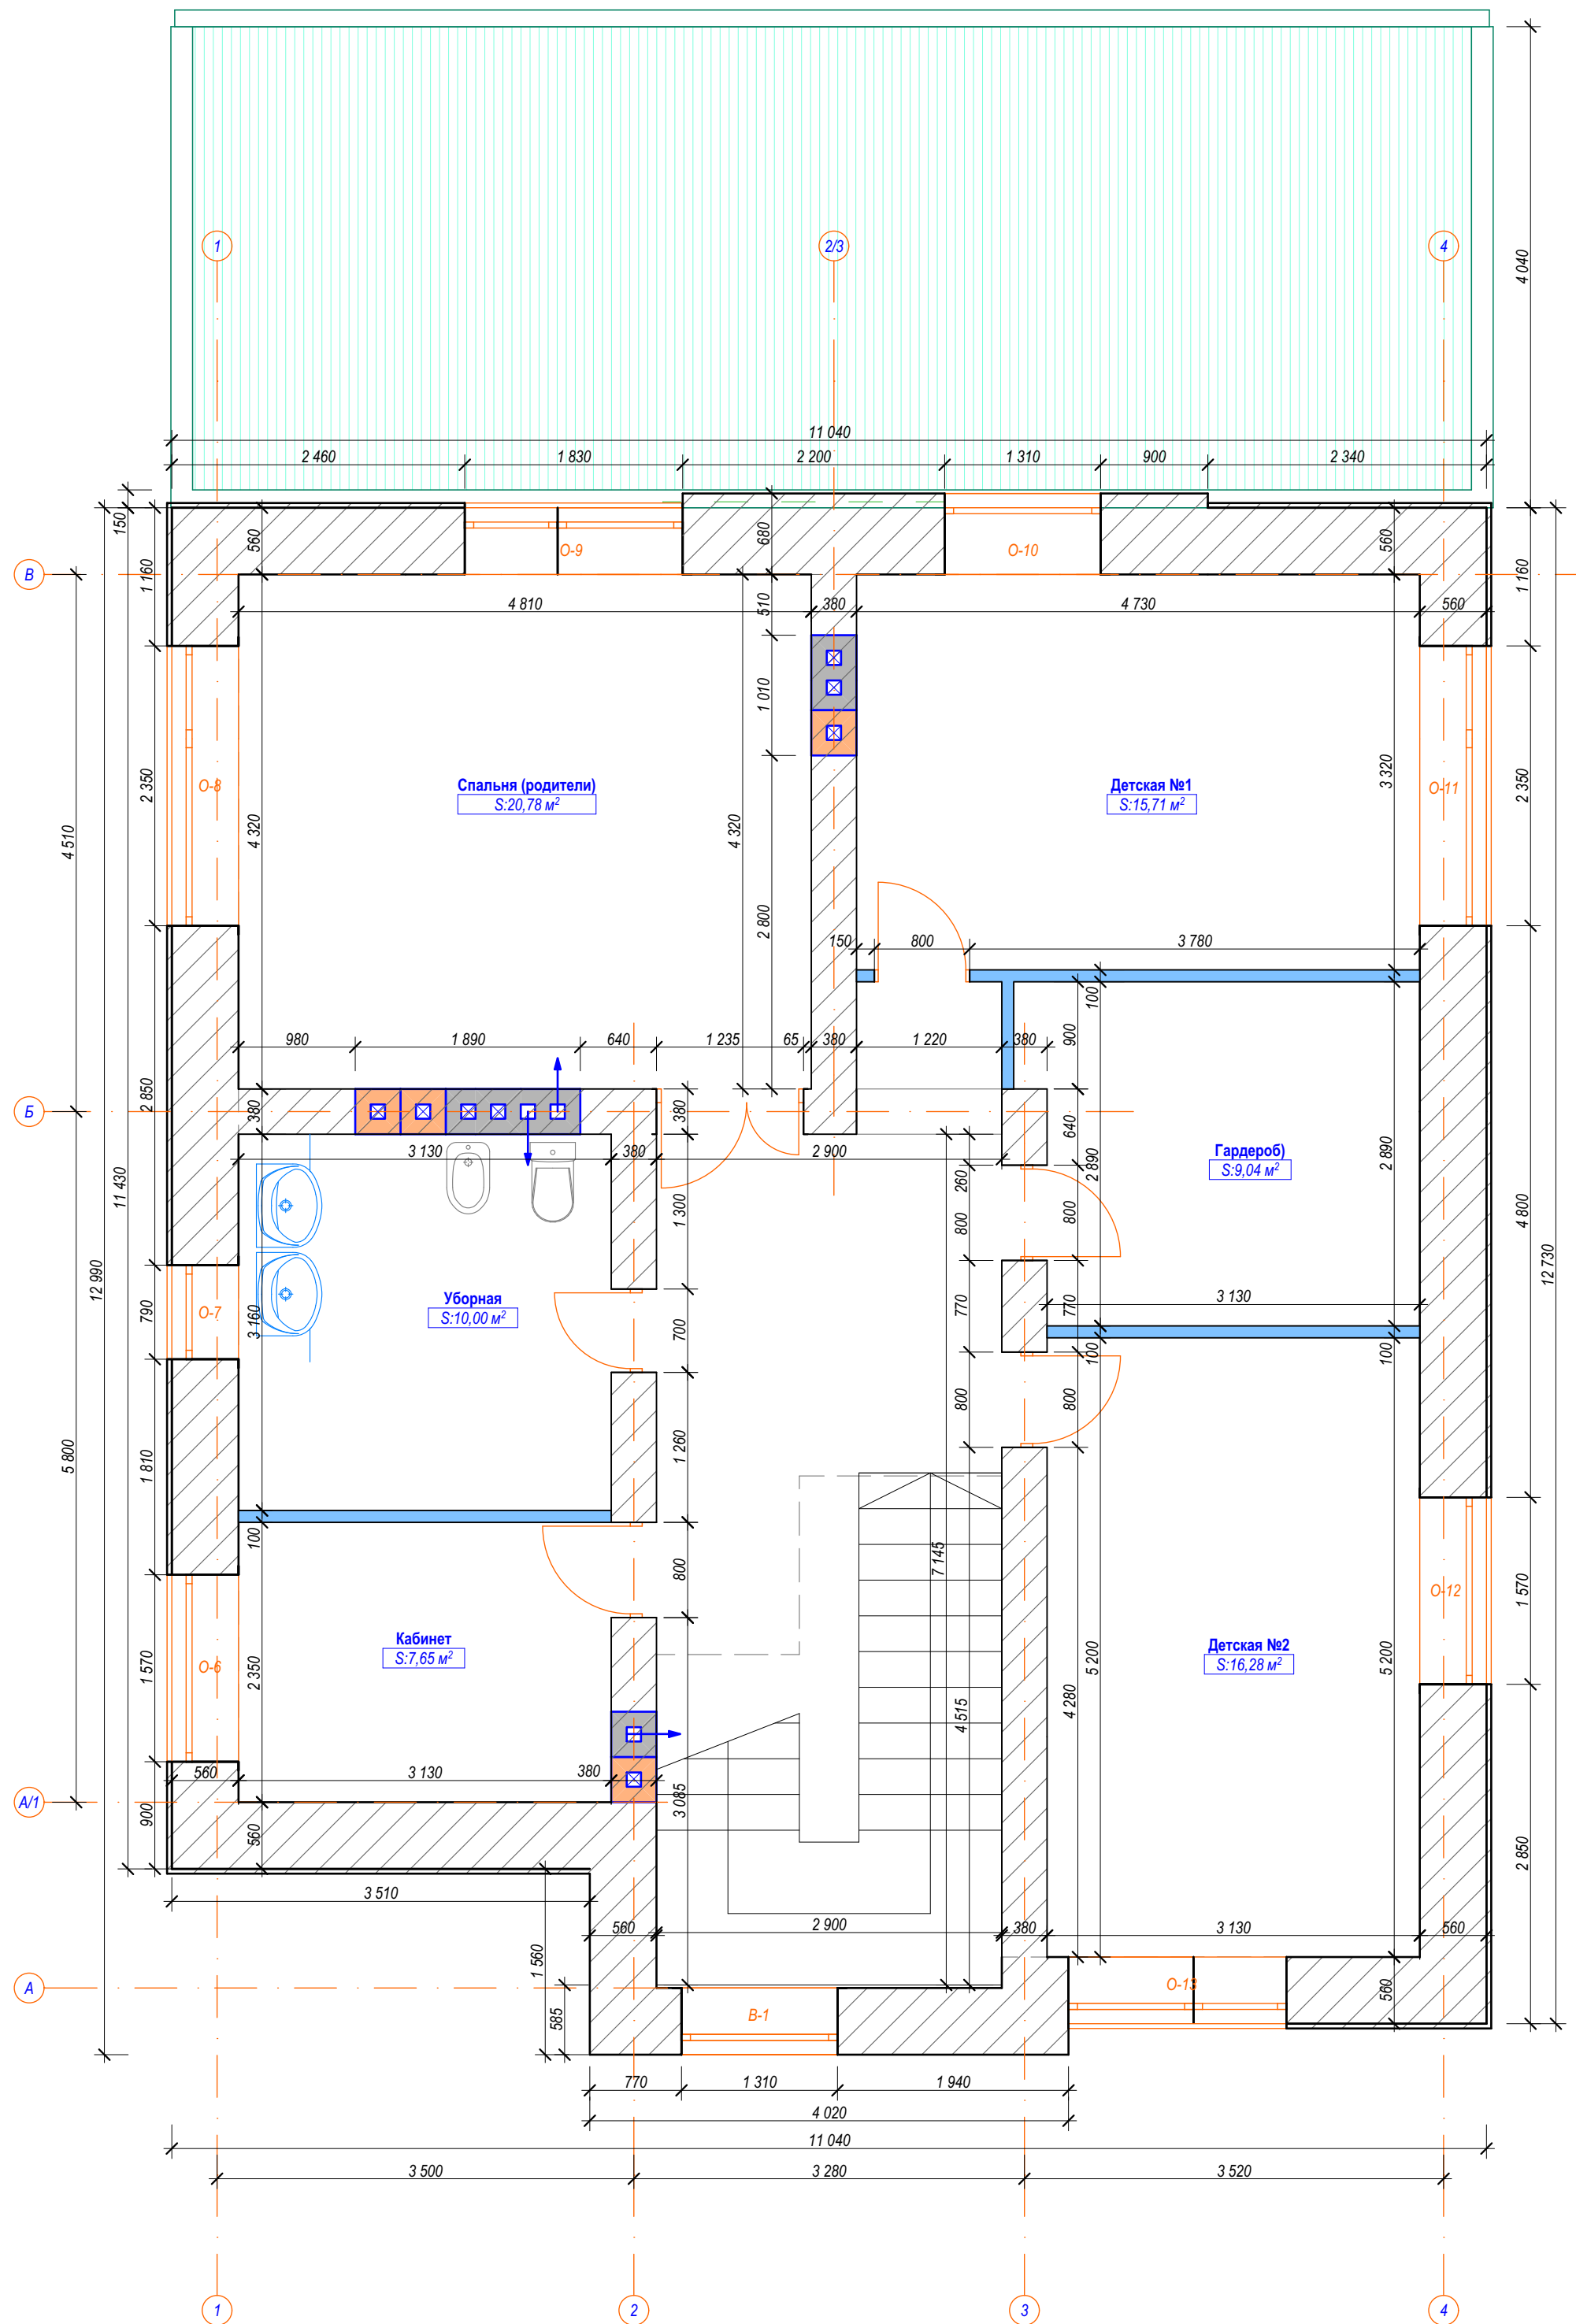 1 2/3 4
4 040
11 040
2 460 1 830 2 200 1 310 900 2 340
150 560 680 560
О-9 О-10
В
1 160 1 160
4 810 380 4 730 560
510
1 010
Спальня (родители) Детская №1
S:20,78 м² S:15,71 м²
О-8 О-11
2 350 3 320 2 350
4 510 4 320 4 320
2 800
150 800 3 780
100
980 1 890 640 1 235 65 380 1 220 380
900
2 850
Б
380 380 640
3 130 380 2 900
Гардероб)
S:9,04 м²
2 890 2 890
11 430 1 300 260 800 800 4 800
12 990 12 730
Уборная
S:10,00 м²
О-7
790 3 160 700 770 770
3 130
100 100
1 260 800 800
5 800 1 810
100 800 7 145
О-12
1 570
Кабинет
S:7,65 м²
О-6
1 570 2 350
Детская №2
S:16,28 м²
4 515 4 280 5 200 5 200
560 3 130 380
А/1
900 560 3 085
2 850
3 510
560 2 900 380 3 130 560
1 560
А
585 В-1 О-13 560
770 1 310 1 940
4 020
11 040
3 500 3 280 3 520
1 2 3 4